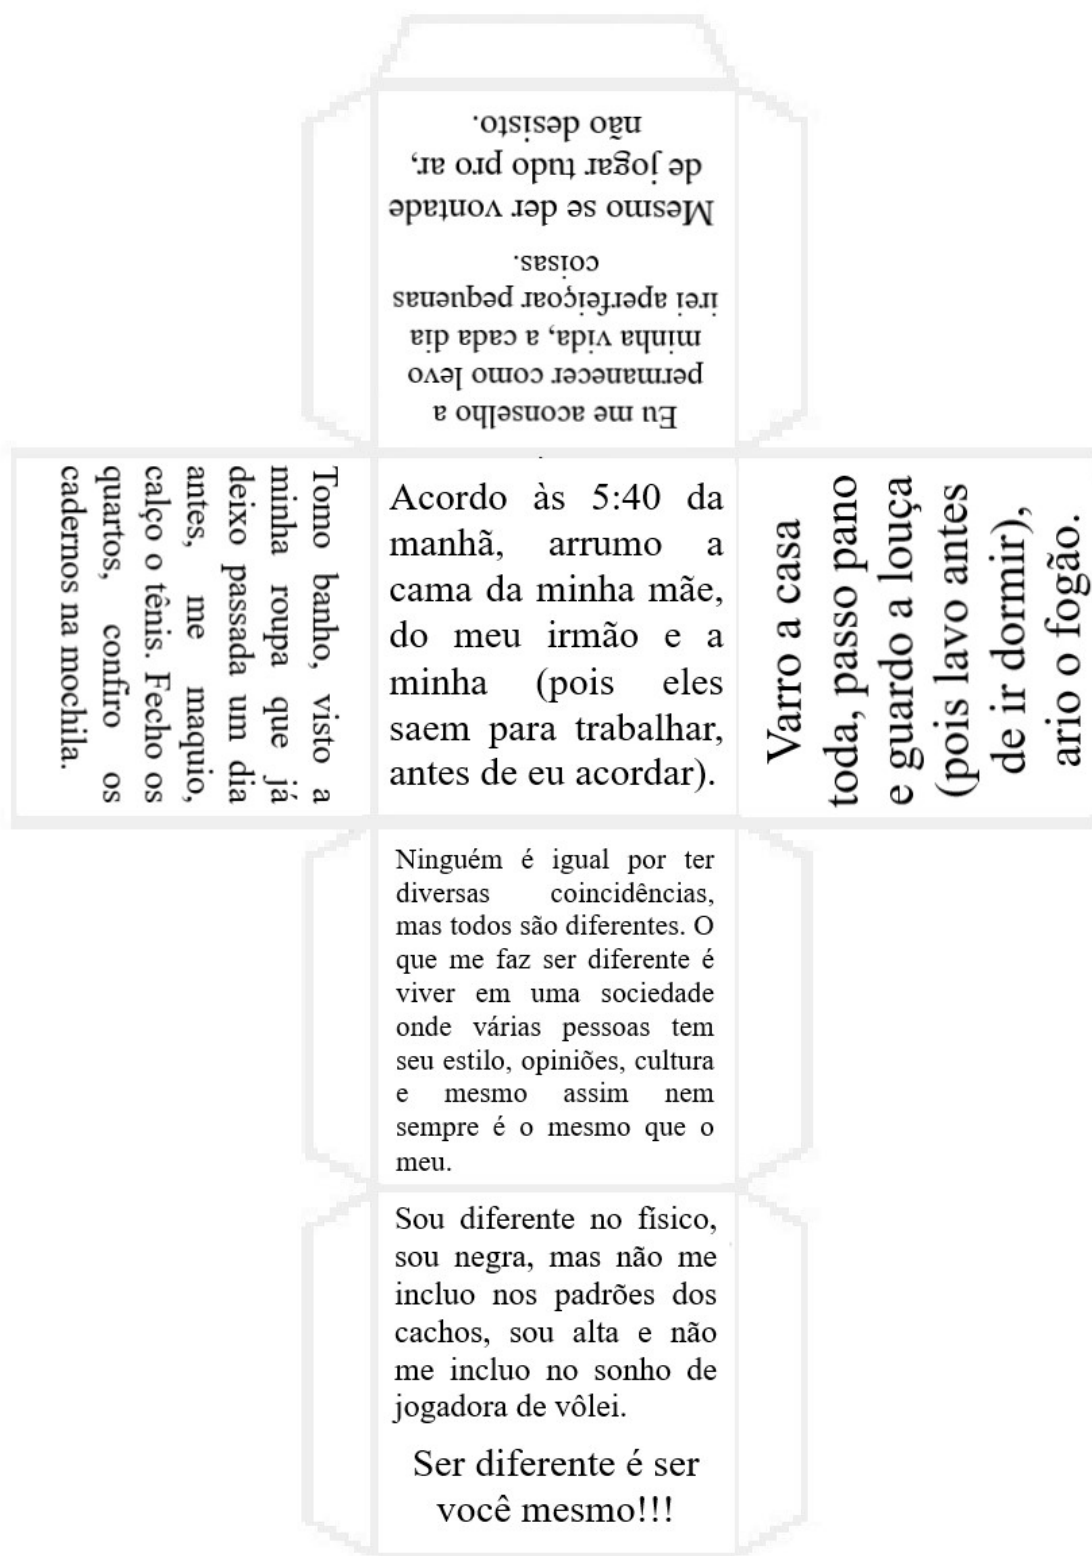 Eu me aconselho a
permanecer como levo
minha vida, a cada dia
irei aperfeiçoar pequenas
coisas.
Mesmo se der vontade
de jogar tudo pro ar,
não desisto.
Tomo banho, visto a
minha roupa que já
deixo passada um dia
antes, me maquio,
calço o tênis. Fecho os
quartos, confiro os
cadernos na mochila.
Acordo às 5:40 da
manhã, arrumo a
cama da minha mãe,
do meu irmão e a
minha (pois eles
saem para trabalhar,
antes de eu acordar).
Varro a casa
toda, passo pano
e guardo a louça
(pois lavo antes
de ir dormir),
ario o fogão.
Ninguém é igual por ter
diversas coincidências,
mas todos são diferentes. O
que me faz ser diferente é
viver em uma sociedade
onde várias pessoas tem
seu estilo, opiniões, cultura
e mesmo assim nem
sempre é o mesmo que o
meu.
Sou diferente no físico,
sou negra, mas não me
incluo nos padrões dos
cachos, sou alta e não
me incluo no sonho de
jogadora de vôlei.
Ser diferente é ser
você mesmo!!!